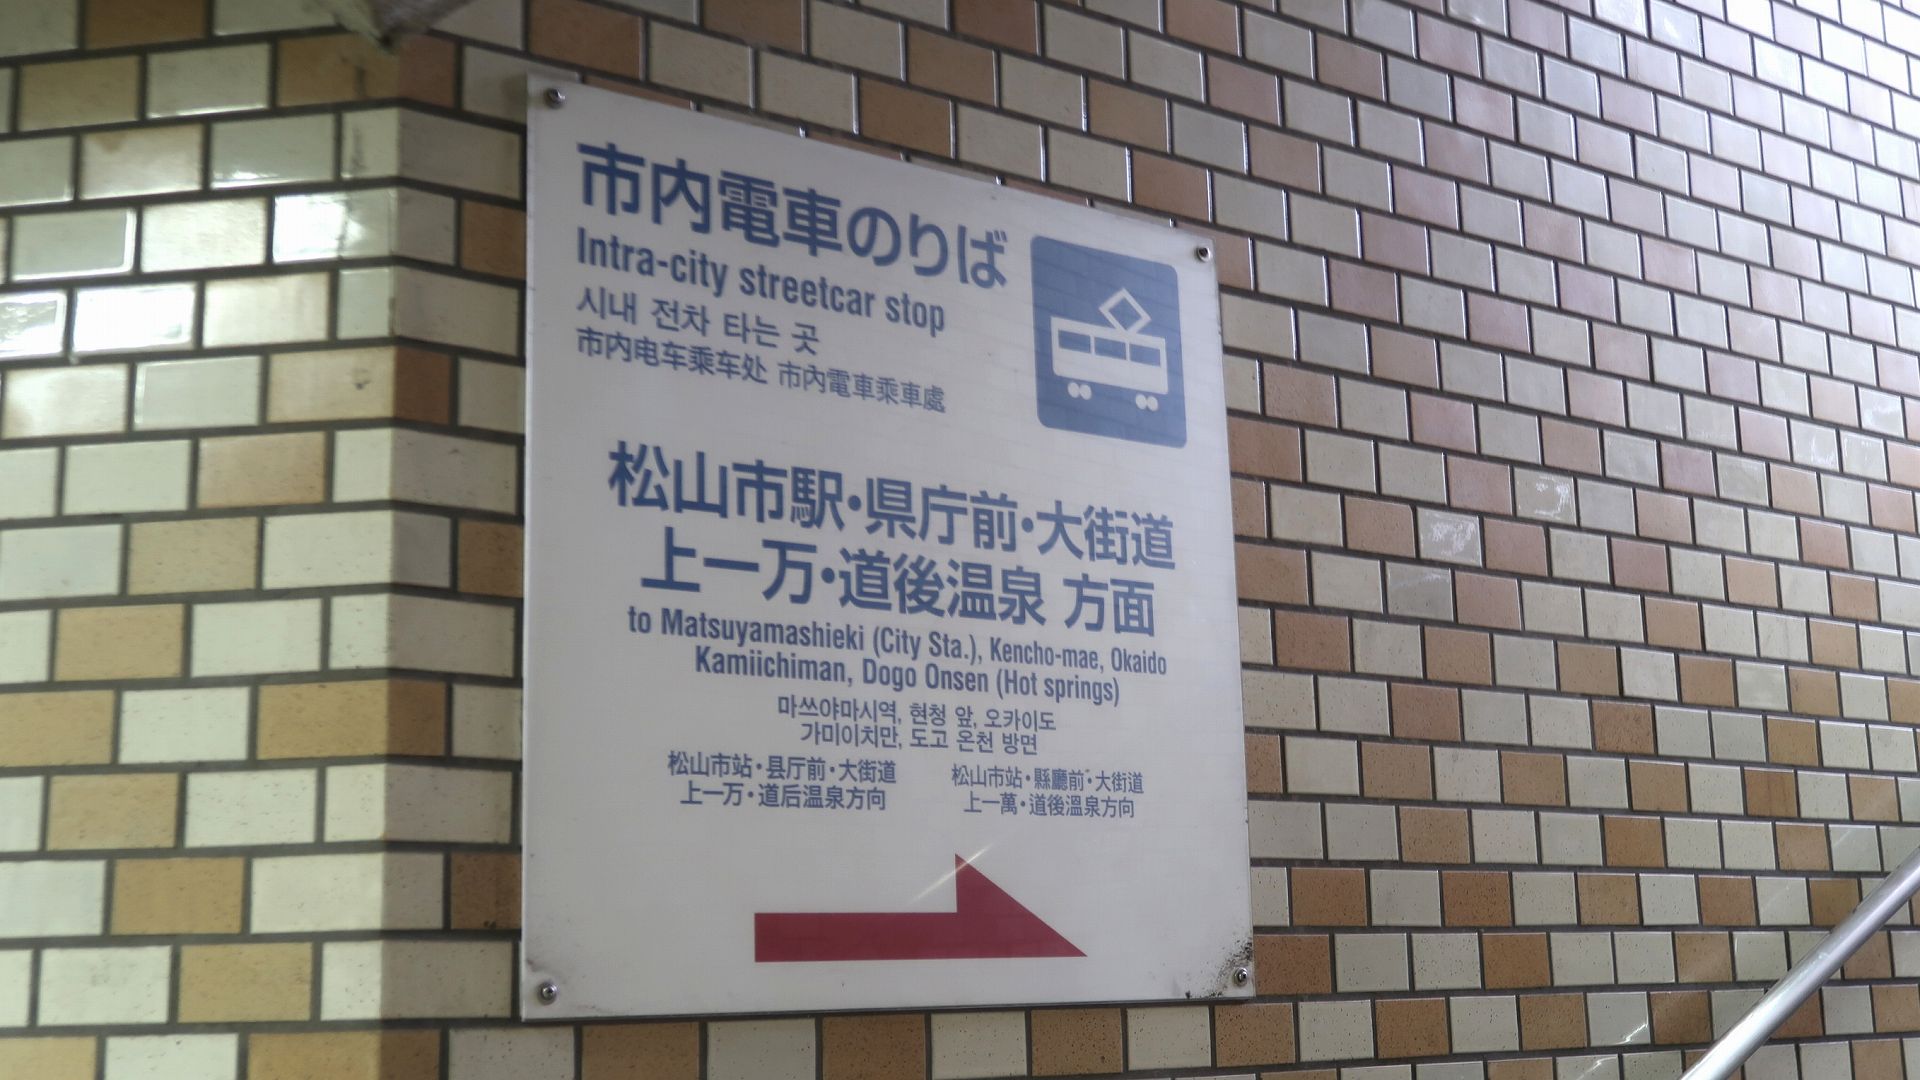 市内電車のりば
Intra-city streetcar stop
시내 전차 타는 곳
市内电车乘车处 市內電車乘車處
松山市駅・県庁前・大街道
上一万・道後温泉 方面
to Matsuyamashieki (City Sta.), Kencho-mae, Okaido
Kamiichiman, Dogo Onsen (Hot springs)
마쓰야마시역, 현청 앞, 오카이도
가미이치만, 도고 온천 방면
松山市站・县厅前・大街道
上一万・道后温泉方向
松山市站・縣廳前・大街道
上一萬・道後溫泉方向